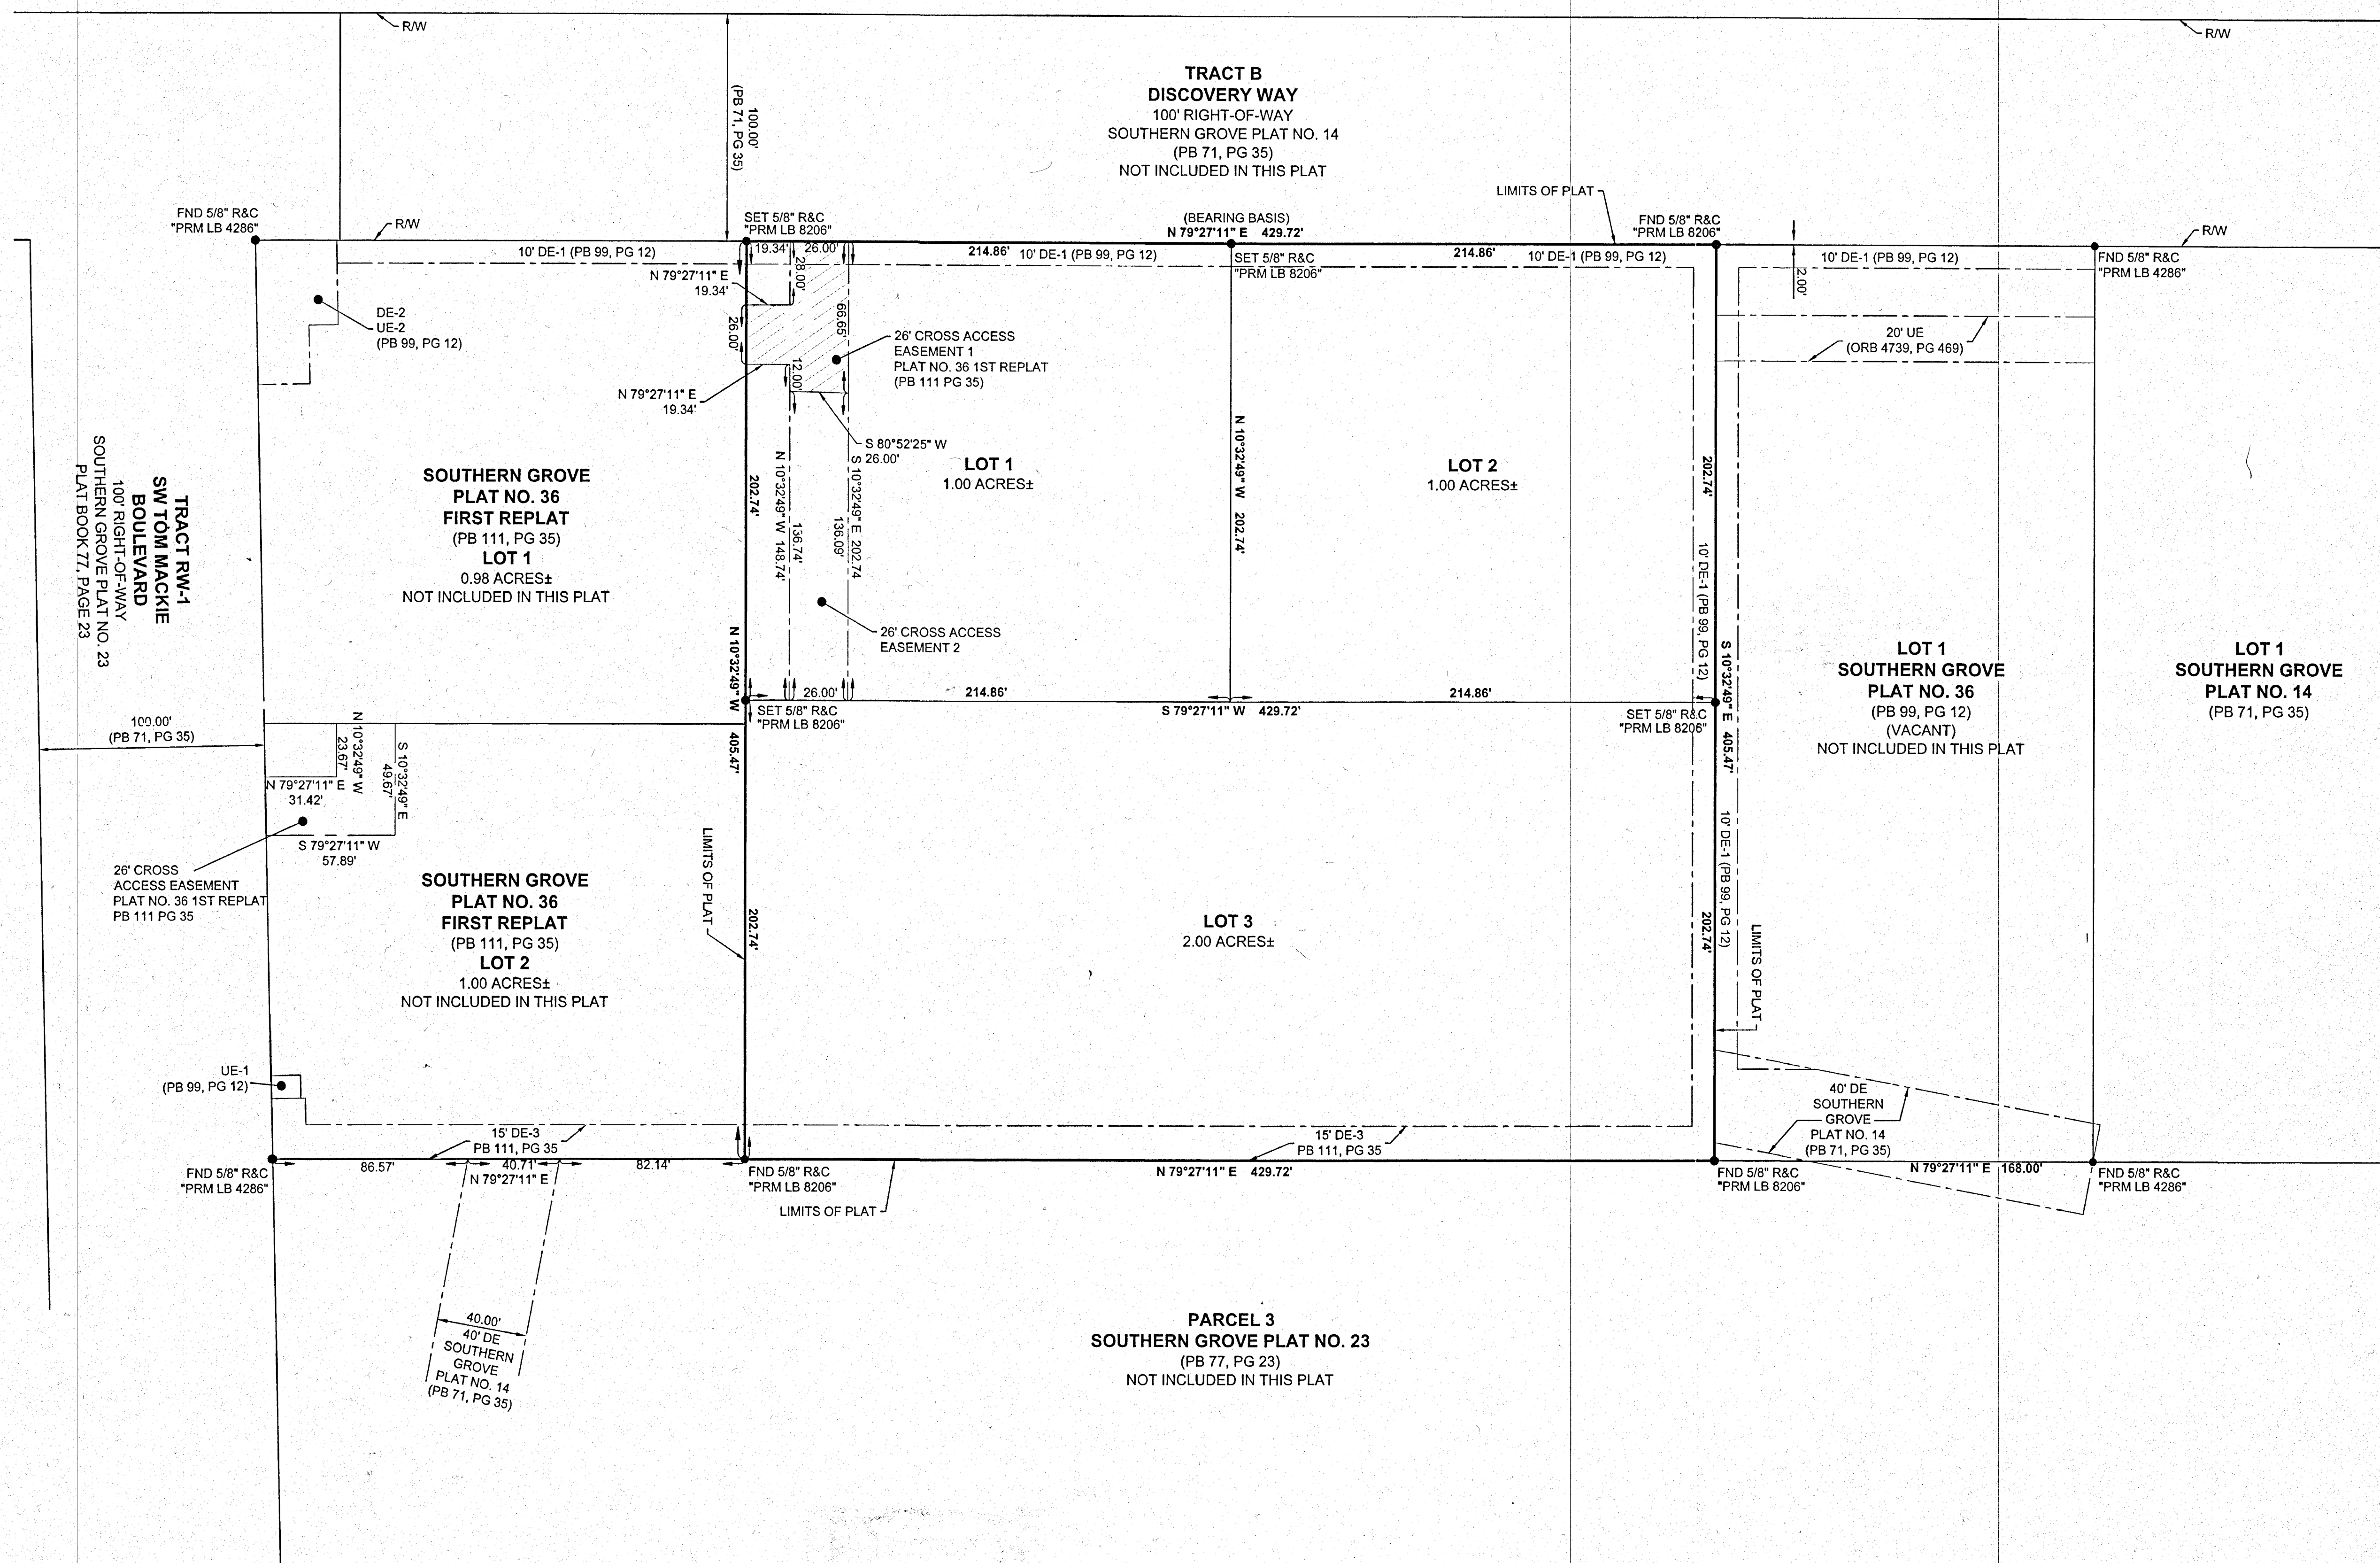 R/W
R/W
TRACT B
DISCOVERY WAY
100' RIGHT-OF-WAY
SOUTHERN GROVE PLAT NO. 14
(PB 71, PG 35)
NOT INCLUDED IN THIS PLAT
100.00'
(PB 71, PG 35)
LIMITS OF PLAT
FND 5/8" R&C
"PRM LB 4286"
R/W
SET 5/8" R&C
"PRM LB 8206"
(BEARING BASIS)
N 79°27'11" E 429.72'
FND 5/8" R&C
"PRM LB 8206"
R/W
10' DE-1 (PB 99, PG 12)
19.34'
26.00'
214.86'
10' DE-1 (PB 99, PG 12)
SET 5/8" R&C
"PRM LB 8206"
214.86'
10' DE-1 (PB 99, PG 12)
10' DE-1 (PB 99, PG 12)
FND 5/8" R&C
"PRM LB 4286"
2.00'
N 79°27'11" E
19.34'
28.00'
66.65'
26.00'
12.00'
DE-2
UE-2
(PB 99, PG 12)
26' CROSS ACCESS
EASEMENT 1
PLAT NO. 36 1ST REPLAT
(PB 111 PG 35)
20' UE
(ORB 4739, PG 469)
N 79°27'11" E
19.34'
S 80°52'25" W
26.00'
TRACT RW-1
SW TOM MACKIE
BOULEVARD
100' RIGHT-OF-WAY
SOUTHERN GROVE PLAT NO. 23
PLAT BOOK 77, PAGE 23
SOUTHERN GROVE
PLAT NO. 36
FIRST REPLAT
(PB 111, PG 35)
LOT 1
0.98 ACRES±
NOT INCLUDED IN THIS PLAT
202.74'
N 10°32'49" W 148.74'
136.74'
136.09'
S 10°32'49" E 202.74
LOT 1
1.00 ACRES±
N 10°32'49" W 202.74'
LOT 2
1.00 ACRES±
202.74'
10' DE-1 (PB 99, PG 12)
26' CROSS ACCESS
EASEMENT 2
N 10°32'49" W 405.47'
S 10°32'49" E 405.47'
LOT 1
SOUTHERN GROVE
PLAT NO. 36
(PB 99, PG 12)
(VACANT)
NOT INCLUDED IN THIS PLAT
LOT 1
SOUTHERN GROVE
PLAT NO. 14
(PB 71, PG 35)
26.00'
214.86'
214.86'
SET 5/8" R&C
"PRM LB 8206"
S 79°27'11" W 429.72'
SET 5/8" R&C
"PRM LB 8206"
100.00'
(PB 71, PG 35)
N 10°32'49" W
23.67'
S 10°32'49" E
49.67'
N 79°27'11" E
31.42'
S 79°27'11" W
57.89'
26' CROSS
ACCESS EASEMENT
PLAT NO. 36 1ST REPLAT
PB 111 PG 35
SOUTHERN GROVE
PLAT NO. 36
FIRST REPLAT
(PB 111, PG 35)
LOT 2
1.00 ACRES±
NOT INCLUDED IN THIS PLAT
LIMITS OF PLAT
202.74'
LOT 3
2.00 ACRES±
202.74'
10' DE-1 (PB 99, PG 12)
LIMITS OF PLAT
UE-1
(PB 99, PG 12)
40' DE
SOUTHERN
GROVE
PLAT NO. 14
(PB 71, PG 35)
15' DE-3
PB 111, PG 35
15' DE-3
PB 111, PG 35
FND 5/8" R&C
"PRM LB 4286"
86.57'
40.71'
82.14'
N 79°27'11" E
FND 5/8" R&C
"PRM LB 8206"
N 79°27'11" E 429.72'
FND 5/8" R&C
"PRM LB 8206"
N 79°27'11" E 168.00'
FND 5/8" R&C
"PRM LB 4286"
LIMITS OF PLAT
40.00'
40' DE
SOUTHERN
GROVE
PLAT NO. 14
(PB 71, PG 35)
PARCEL 3
SOUTHERN GROVE PLAT NO. 23
(PB 77, PG 23)
NOT INCLUDED IN THIS PLAT